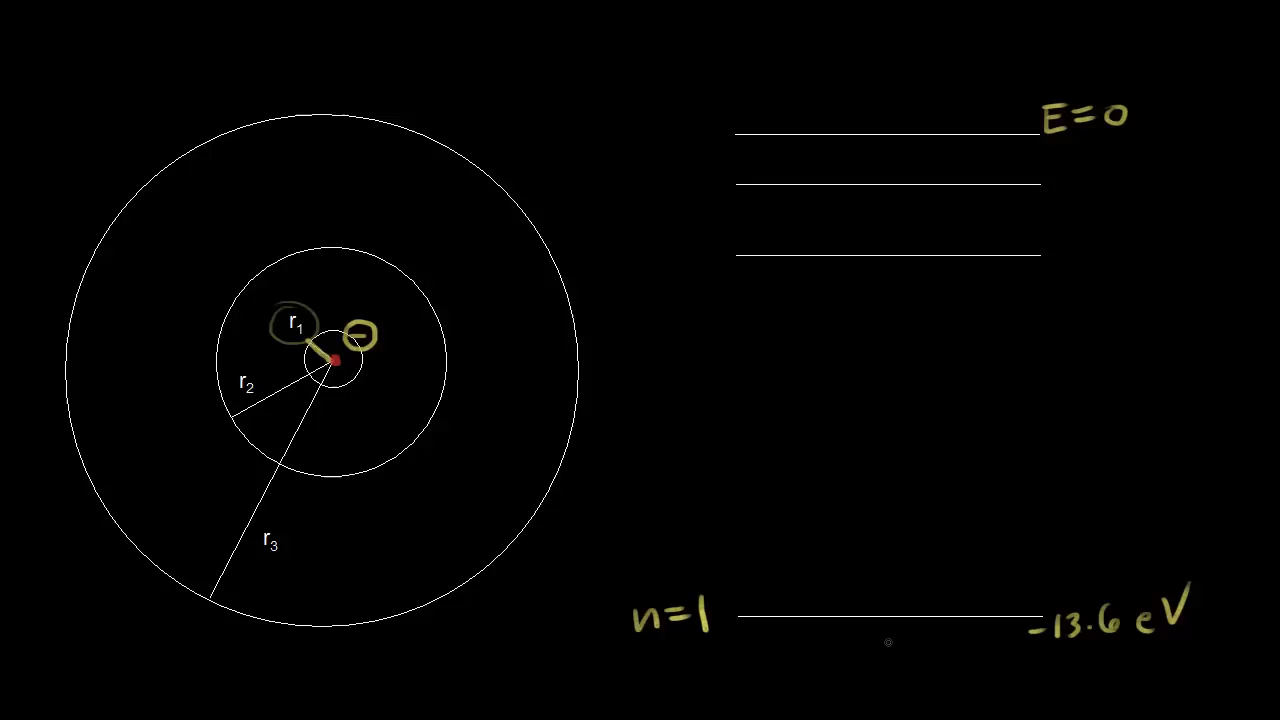 E=0
r₁
r₂
r₃
n=1
-13.6 eV